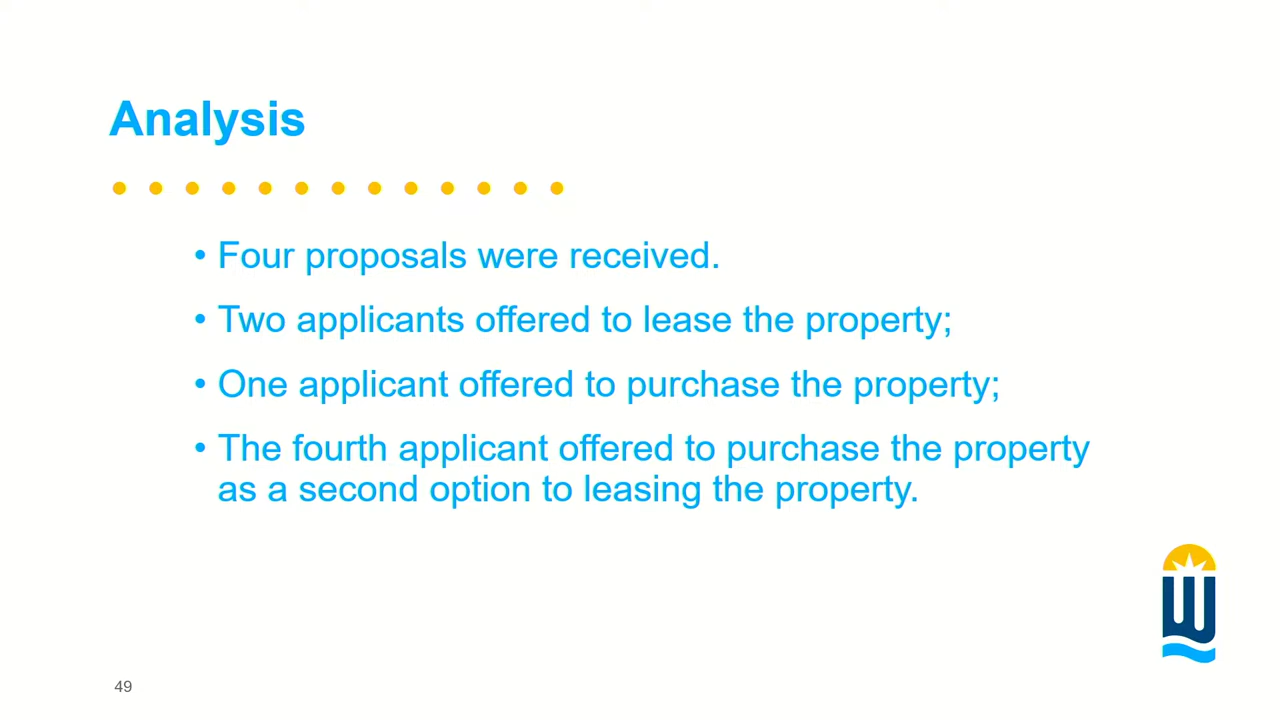 Analysis
• Four proposals were received.
• Two applicants offered to lease the property;
• One applicant offered to purchase the property;
• The fourth applicant offered to purchase the property
as a second option to leasing the property.
W
49